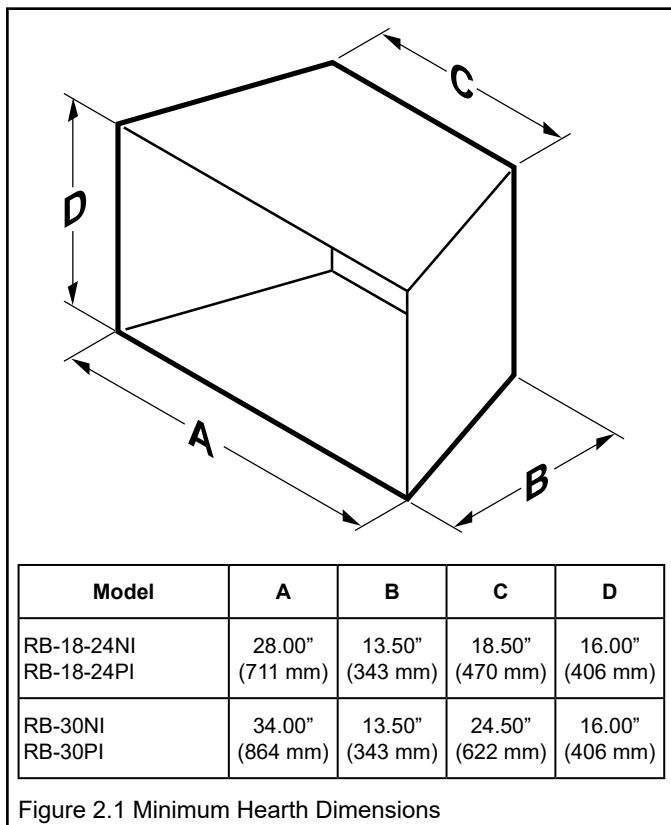 C
D
A
B
Model A B C D
RB-18-24NI 28.00” 13.50” 18.50” 16.00”
RB-18-24PI (711 mm) (343 mm) (470 mm) (406 mm)
RB-30NI 34.00” 13.50” 24.50” 16.00”
RB-30PI (864 mm) (343 mm) (622 mm) (406 mm)
Figure 2.1 Minimum Hearth Dimensions